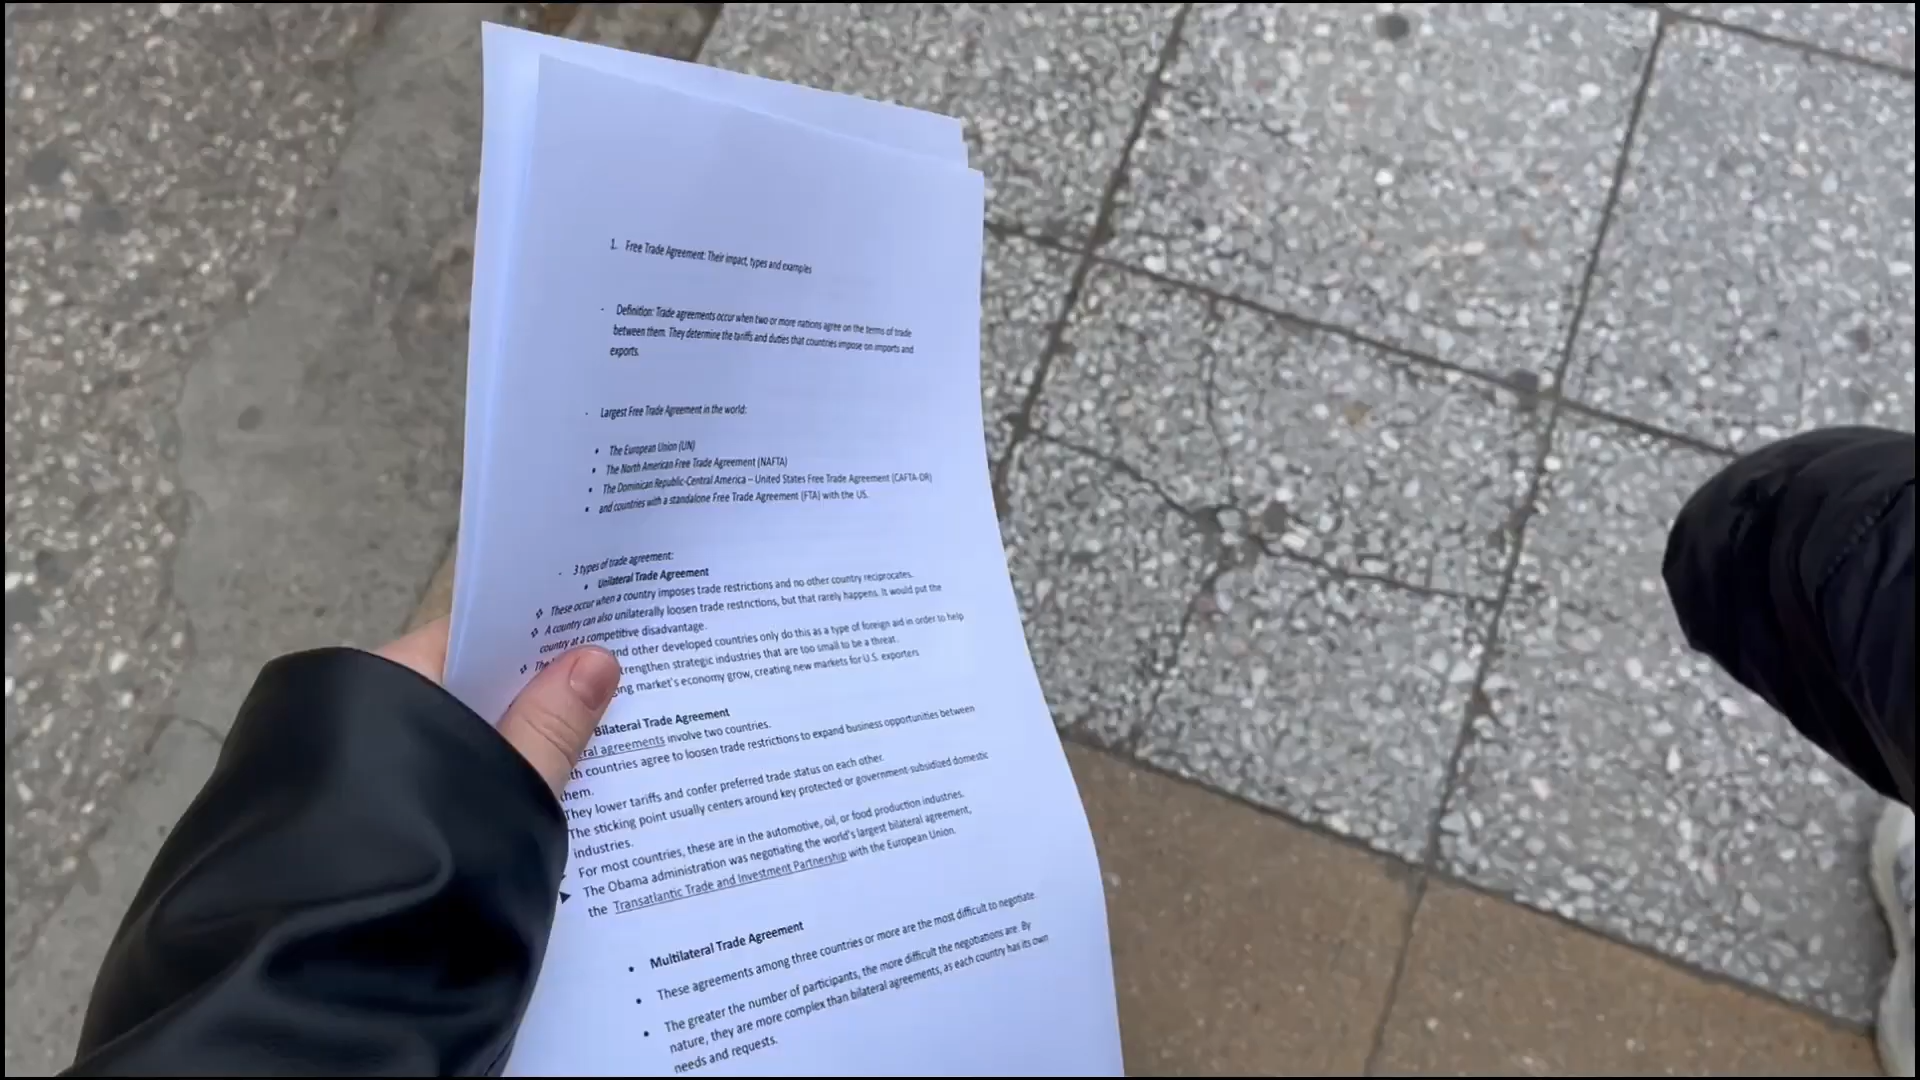 1. Free Trade Agreement: Their impact, types and examples
- Definition: Trade agreements occur when two or more nations agree on the terms of trade
between them. They determine the tariffs and duties that countries impose on imports and
exports.
- Largest Free Trade Agreement in the world:
• The European Union (UN)
• The North American Free Trade Agreement (NAFTA)
• The Dominican Republic-Central America – United States Free Trade Agreement (CAFTA-DR)
• and countries with a standalone Free Trade Agreement (FTA) with the US.
- 3 types of trade agreement:
• Unilateral Trade Agreement
❖ These occur when a country imposes trade restrictions and no other country reciprocates.
❖ A country can also unilaterally loosen trade restrictions, but that rarely happens. It would put the
country at a competitive disadvantage.
❖ The and other developed countries only do this as a type of foreign aid in order to help
strengthen strategic industries that are too small to be a threat.
market's economy grow, creating new markets for U.S. exporters
Bilateral Trade Agreement
agreements involve two countries.
countries agree to loosen trade restrictions to expand business opportunities between
them.
They lower tariffs and confer preferred trade status on each other.
The sticking point usually centers around key protected or government-subsidized domestic
industries.
For most countries, these are in the automotive, oil, or food production industries.
➤ The Obama administration was negotiating the world's largest bilateral agreement,
the Transatlantic Trade and Investment Partnership with the European Union.
• Multilateral Trade Agreement
• These agreements among three countries or more are the most difficult to negotiate.
• The greater the number of participants, the more difficult the negotiations are. By
nature, they are more complex than bilateral agreements, as each country has its own
needs and requests.